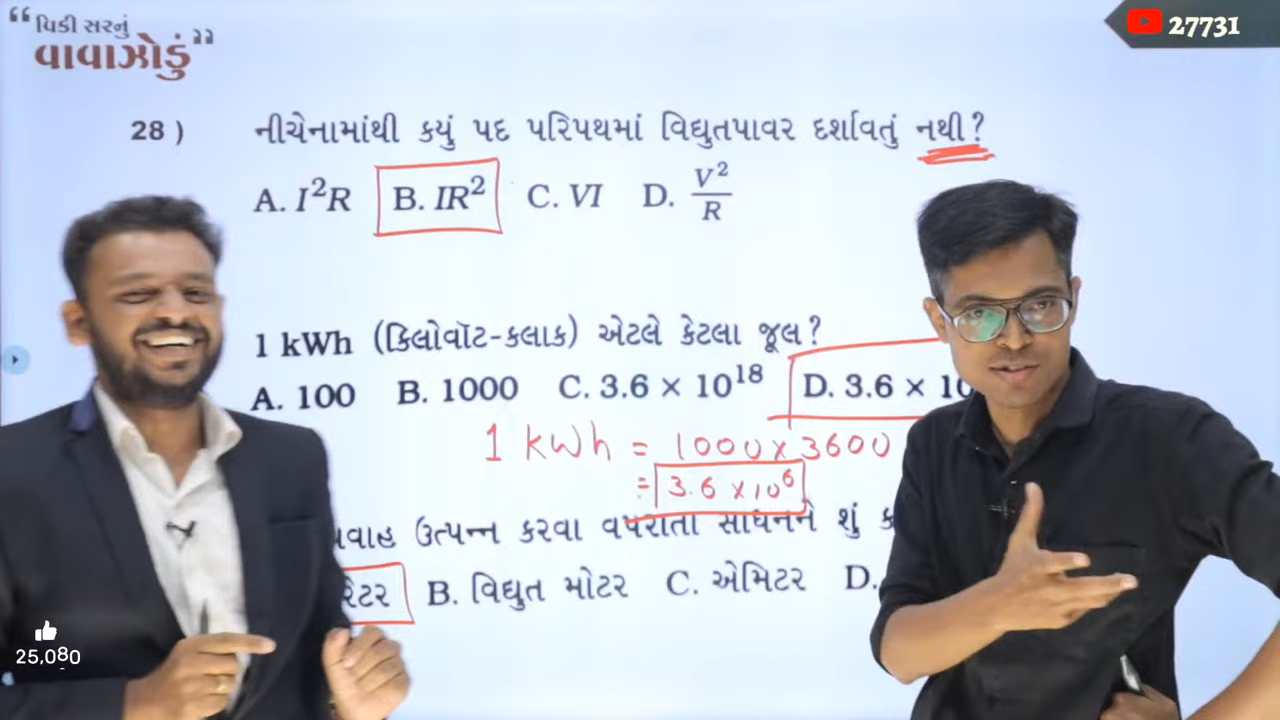 “વિકી સરનું
વાવાઝોડું”
27731
28 ) નીચેનામાંથી કયું પદ પરિપથમાં વિદ્યુતપાવર દર્શાવતું નથી?
A. I²R B. IR² C. VI D. V²/R
1 kWh (કિલોવૉટ-કલાક) એટલે કેટલા જૂલ?
A. 100 B. 1000 C. 3.6 × 10¹⁸ D. 3.6 × 10
1 kWh = 1000 × 3600
= 3.6 × 10⁶
ઉત્પન્ન કરવા વપરાતા સાધનને શું
B. વિદ્યુત મોટર C. એમિટર D.
25,080